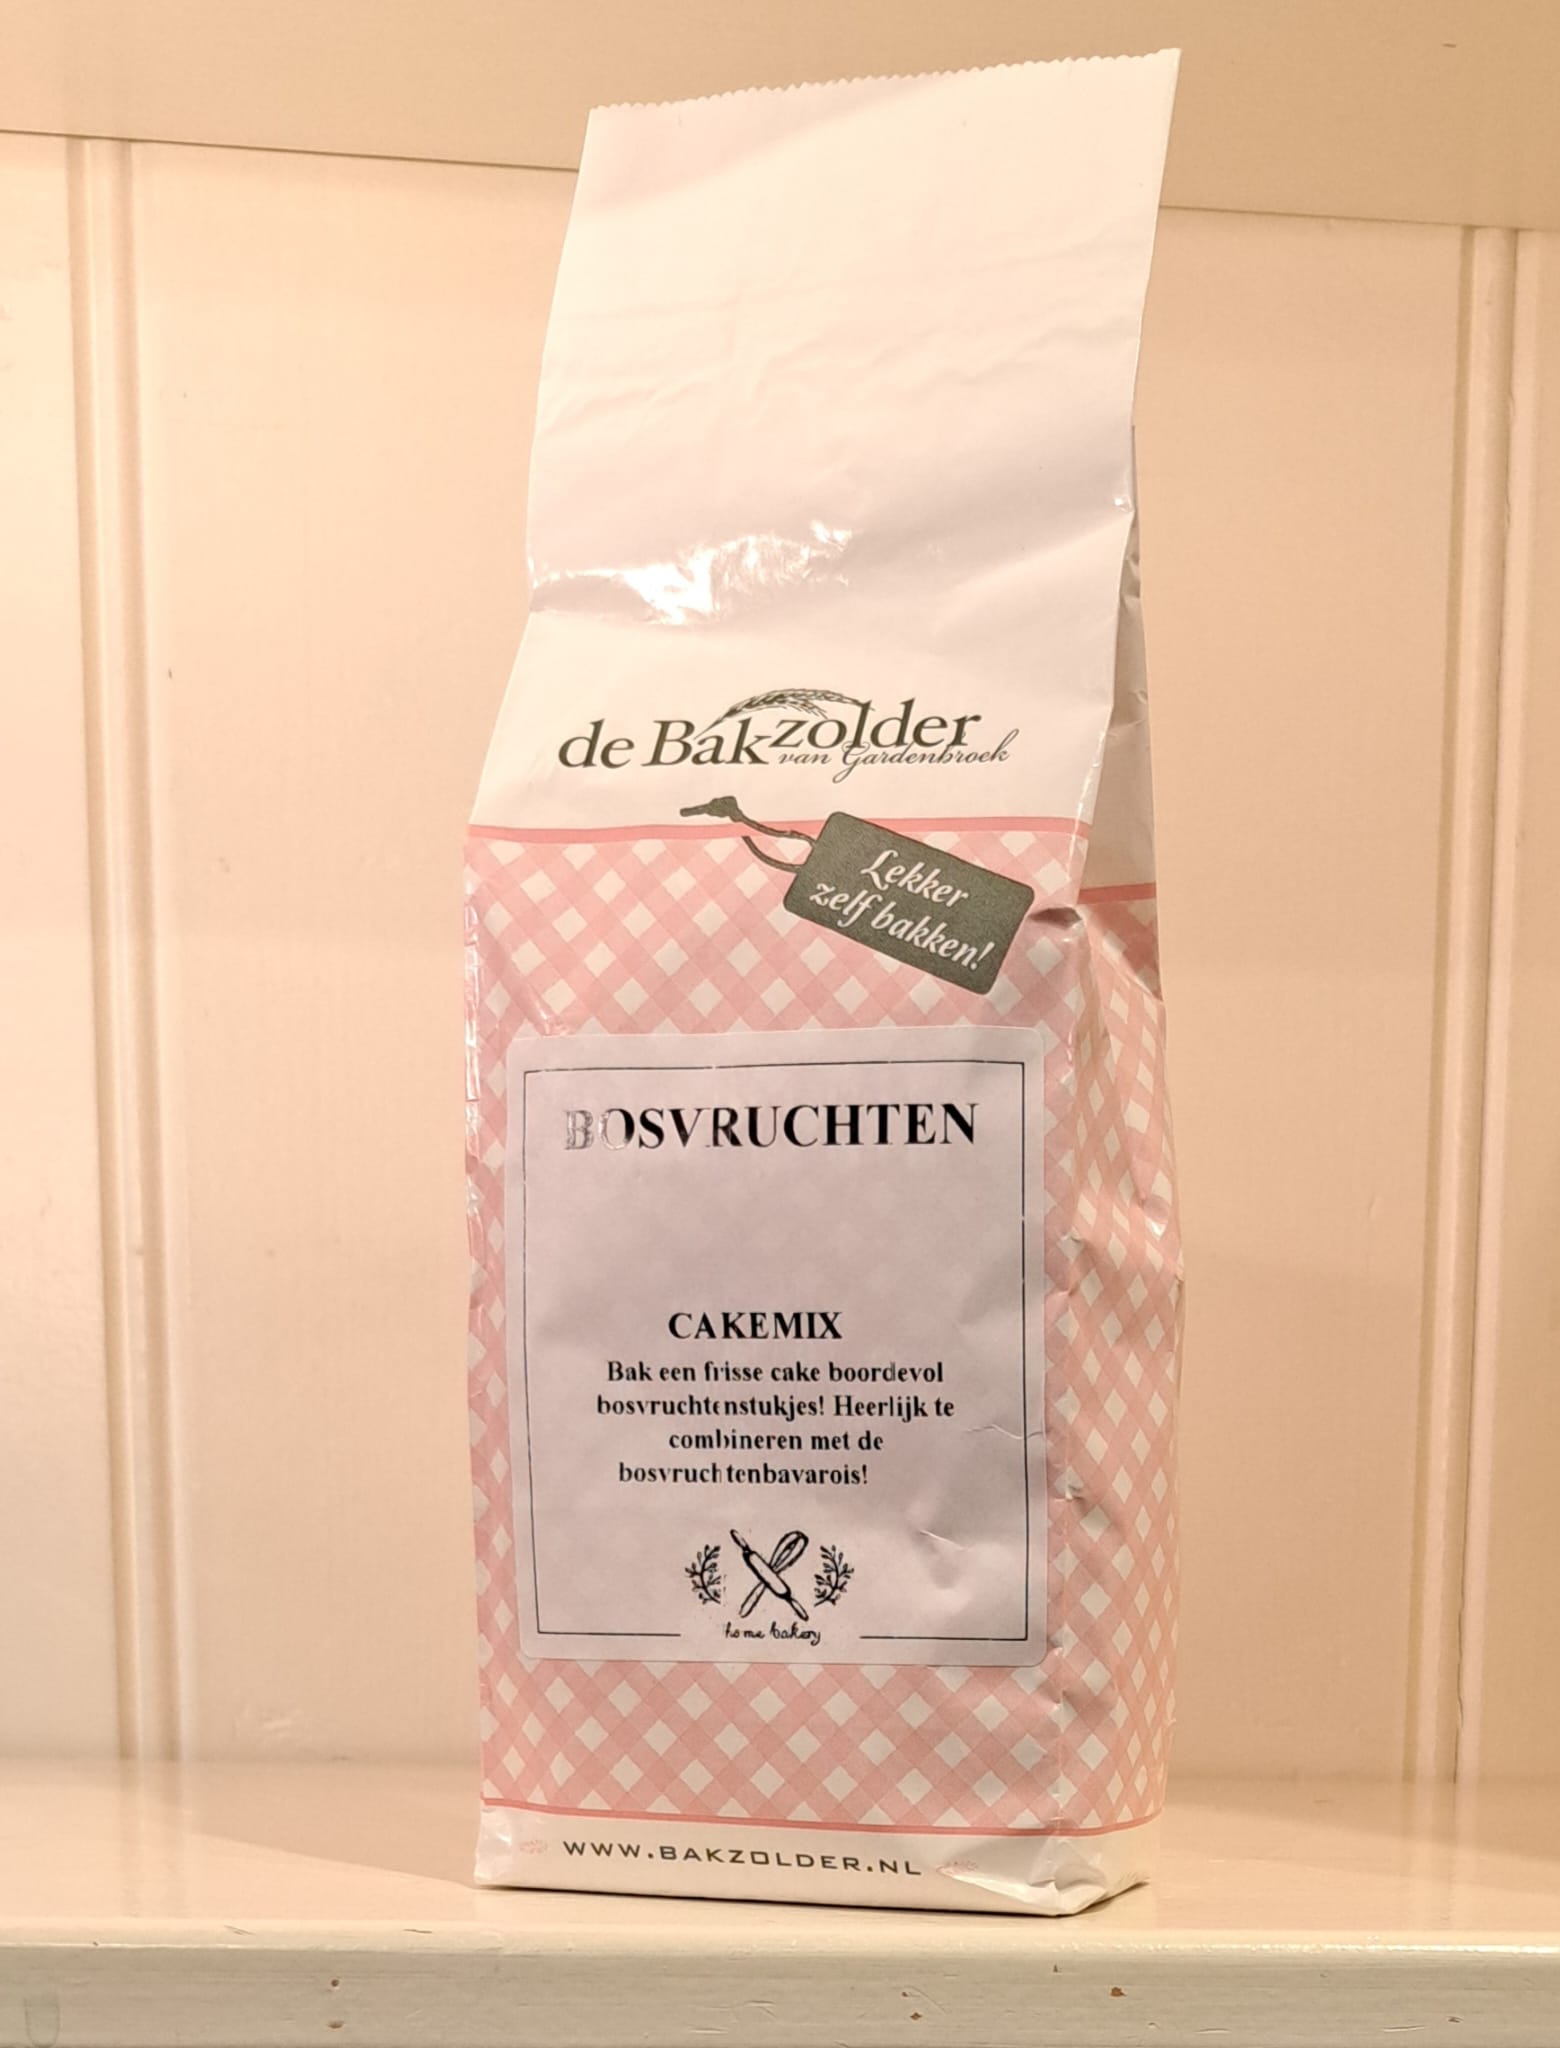 de Bakzolder
van Gardenbroek
Lekker
zelf bakken!
BOSVRUCHTEN
CAKEMIX
Bak een frisse cake boordevol
bosvruchtenstukjes! Heerlijk te
combineren met de
bosvruchtenbavarois!
home bakery
WWW.BAKZOLDER.NL